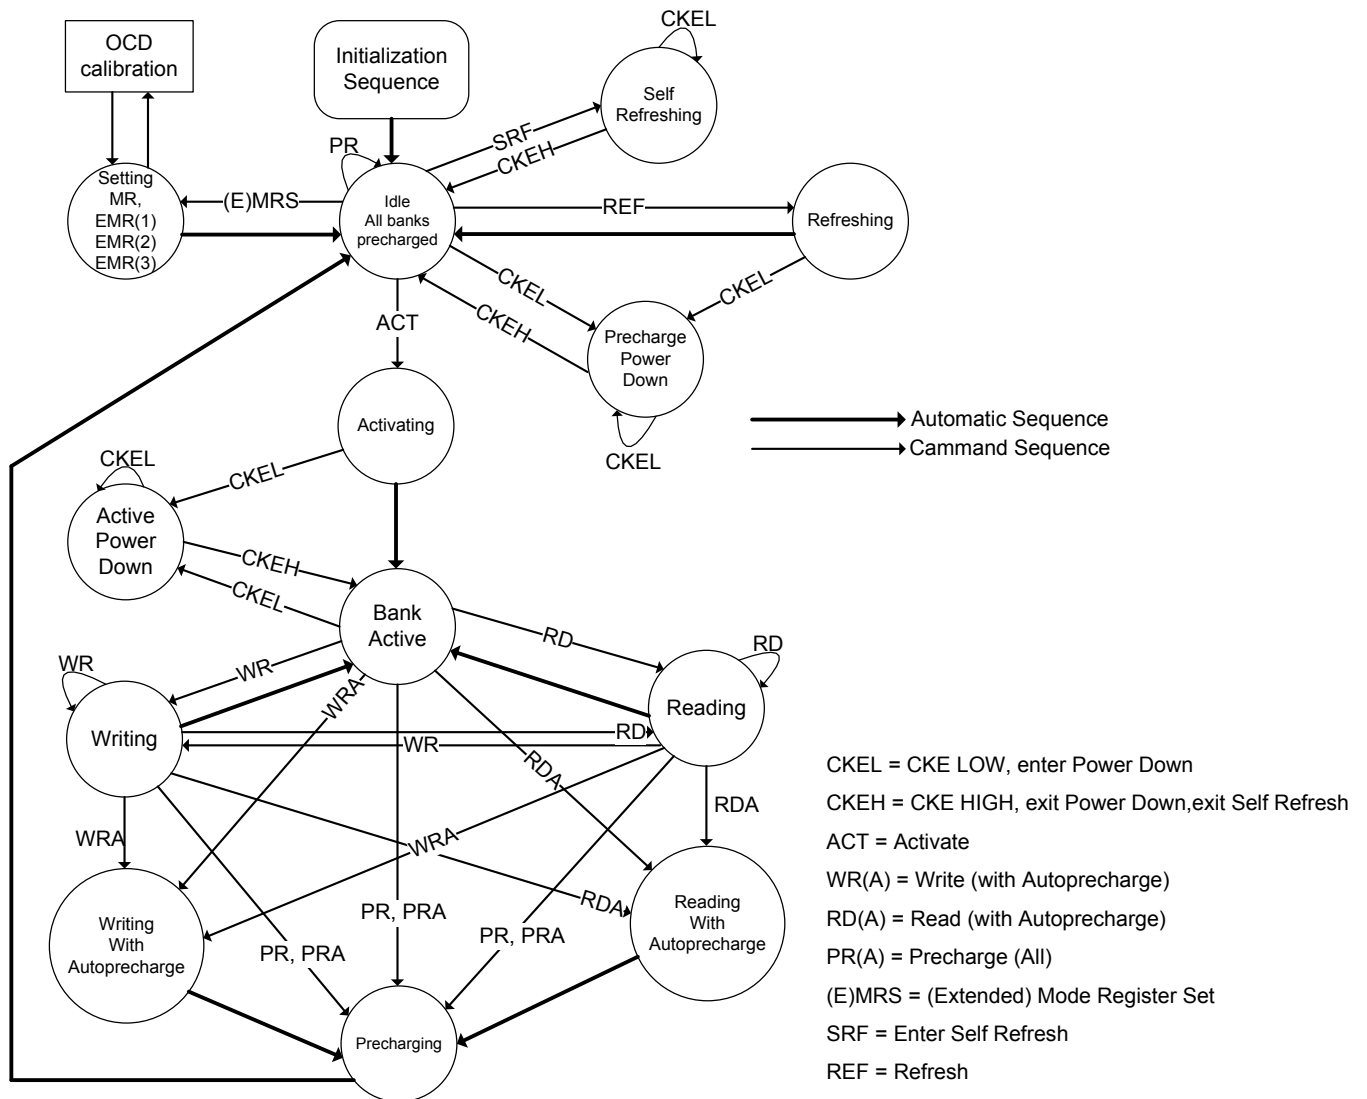 CKEL
OCD
calibration
Initialization
Sequence
Self
Refreshing
SRF
CKEH
PR
Setting
MR,
EMR(1)
EMR(2)
EMR(3)
(E)MRS
Idle
All banks
precharged
REF
Refreshing
CKEL
CKEH
CKEL
ACT
Precharge
Power
Down
CKEL
Activating
Automatic Sequence
Cammand Sequence
CKEL
CKEL
Active
Power
Down
CKEH
CKEL
Bank
Active
RD
RD
WR
WR
WRA
Reading
Writing
RD
WR
RDA
RDA
WRA
WRA
RDA
PR, PRA
PR, PRA
PR, PRA
Writing
With
Autoprecharge
Reading
With
Autoprecharge
Precharging
CKEL = CKE LOW, enter Power Down
CKEH = CKE HIGH, exit Power Down,exit Self Refresh
ACT = Activate
WR(A) = Write (with Autoprecharge)
RD(A) = Read (with Autoprecharge)
PR(A) = Precharge (All)
(E)MRS = (Extended) Mode Register Set
SRF = Enter Self Refresh
REF = Refresh